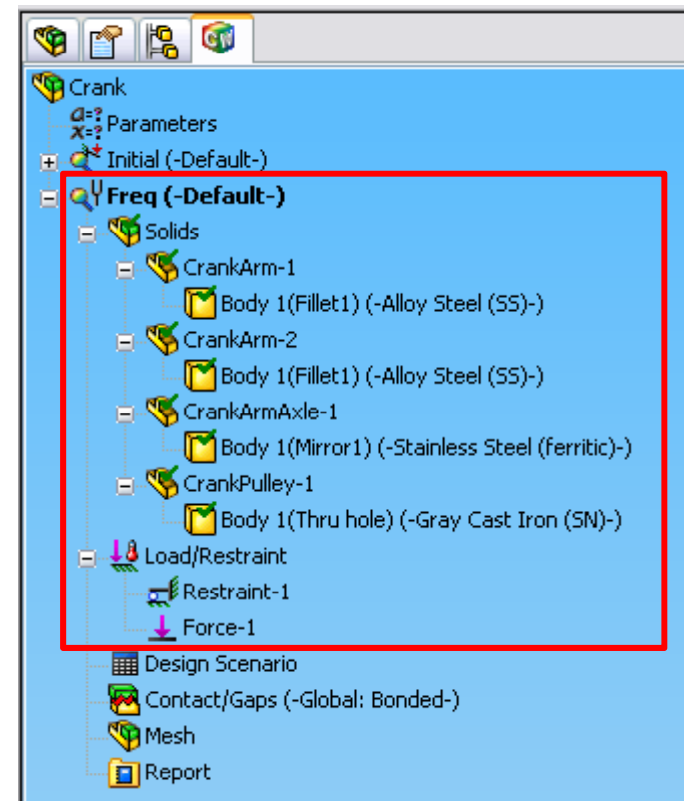 Crank
a=?
x=? Parameters
Initial (-Default-)
Freq (-Default-)
Solids
CrankArm-1
Body 1(Fillet1) (-Alloy Steel (SS)-)
CrankArm-2
Body 1(Fillet1) (-Alloy Steel (SS)-)
CrankArmAxle-1
Body 1(Mirror1) (-Stainless Steel (ferritic)-)
CrankPulley-1
Body 1(Thru hole) (-Gray Cast Iron (SN)-)
Load/Restraint
Restraint-1
Force-1
Design Scenario
Contact/Gaps (-Global: Bonded-)
Mesh
Report